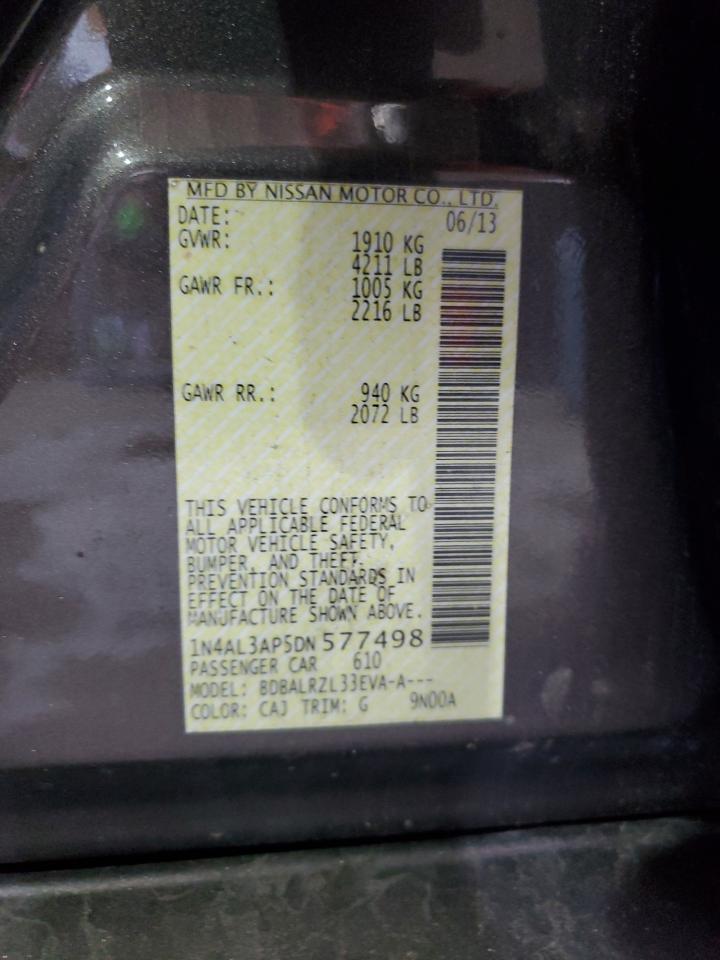 MFD BY NISSAN MOTOR CO., LTD.
DATE: 06/13
GVWR: 1910 KG
4211 LB
GAWR FR.: 1005 KG
2216 LB
GAWR RR.: 940 KG
2072 LB
THIS VEHICLE CONFORMS TO
ALL APPLICABLE FEDERAL
MOTOR VEHICLE SAFETY,
BUMPER, AND THEFT
PREVENTION STANDARDS IN
EFFECT ON THE DATE OF
MANUFACTURE SHOWN ABOVE.
1N4AL3AP5DN 577498
PASSENGER CAR 610
MODEL: BDBALRZL33EVA-A---
COLOR: CAJ TRIM: G 9N00A